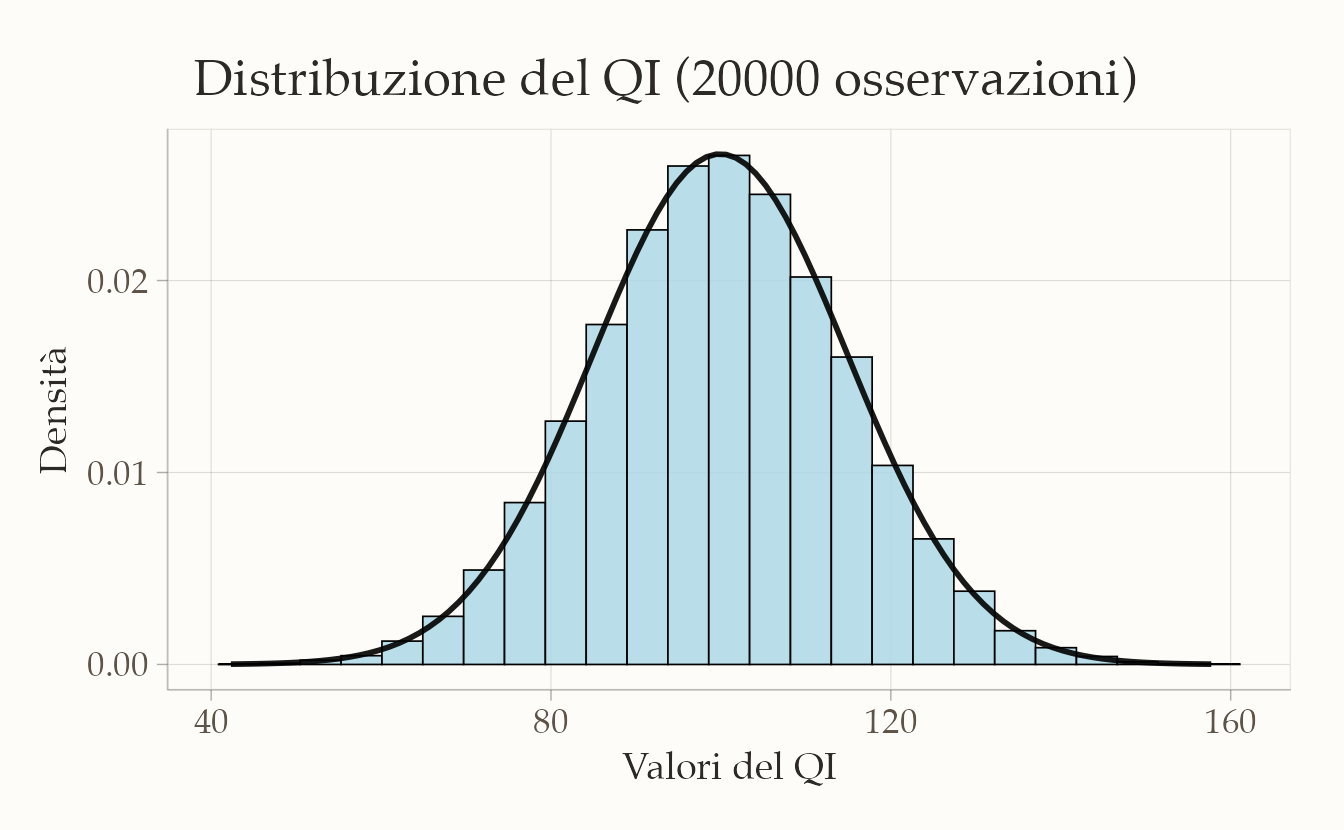 Distribuzione del QI (20000 osservazioni)
Densità
0.02
0.01
0.00
40 80 120 160
Valori del QI